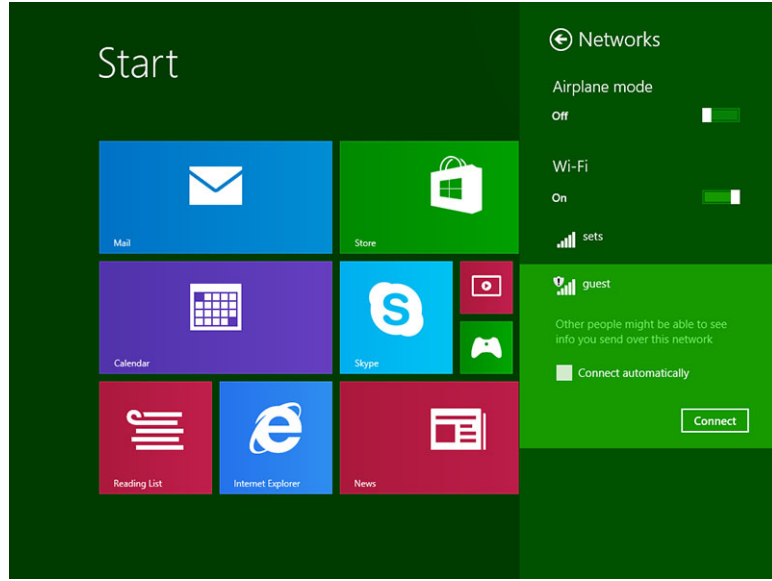 Start
Mail
Store
Calendar
Skype
Reading List
Internet Explorer
News
Networks
Airplane mode
Off
Wi-Fi
On
sets
guest
Other people might be able to see
info you send over this network
Connect automatically
Connect